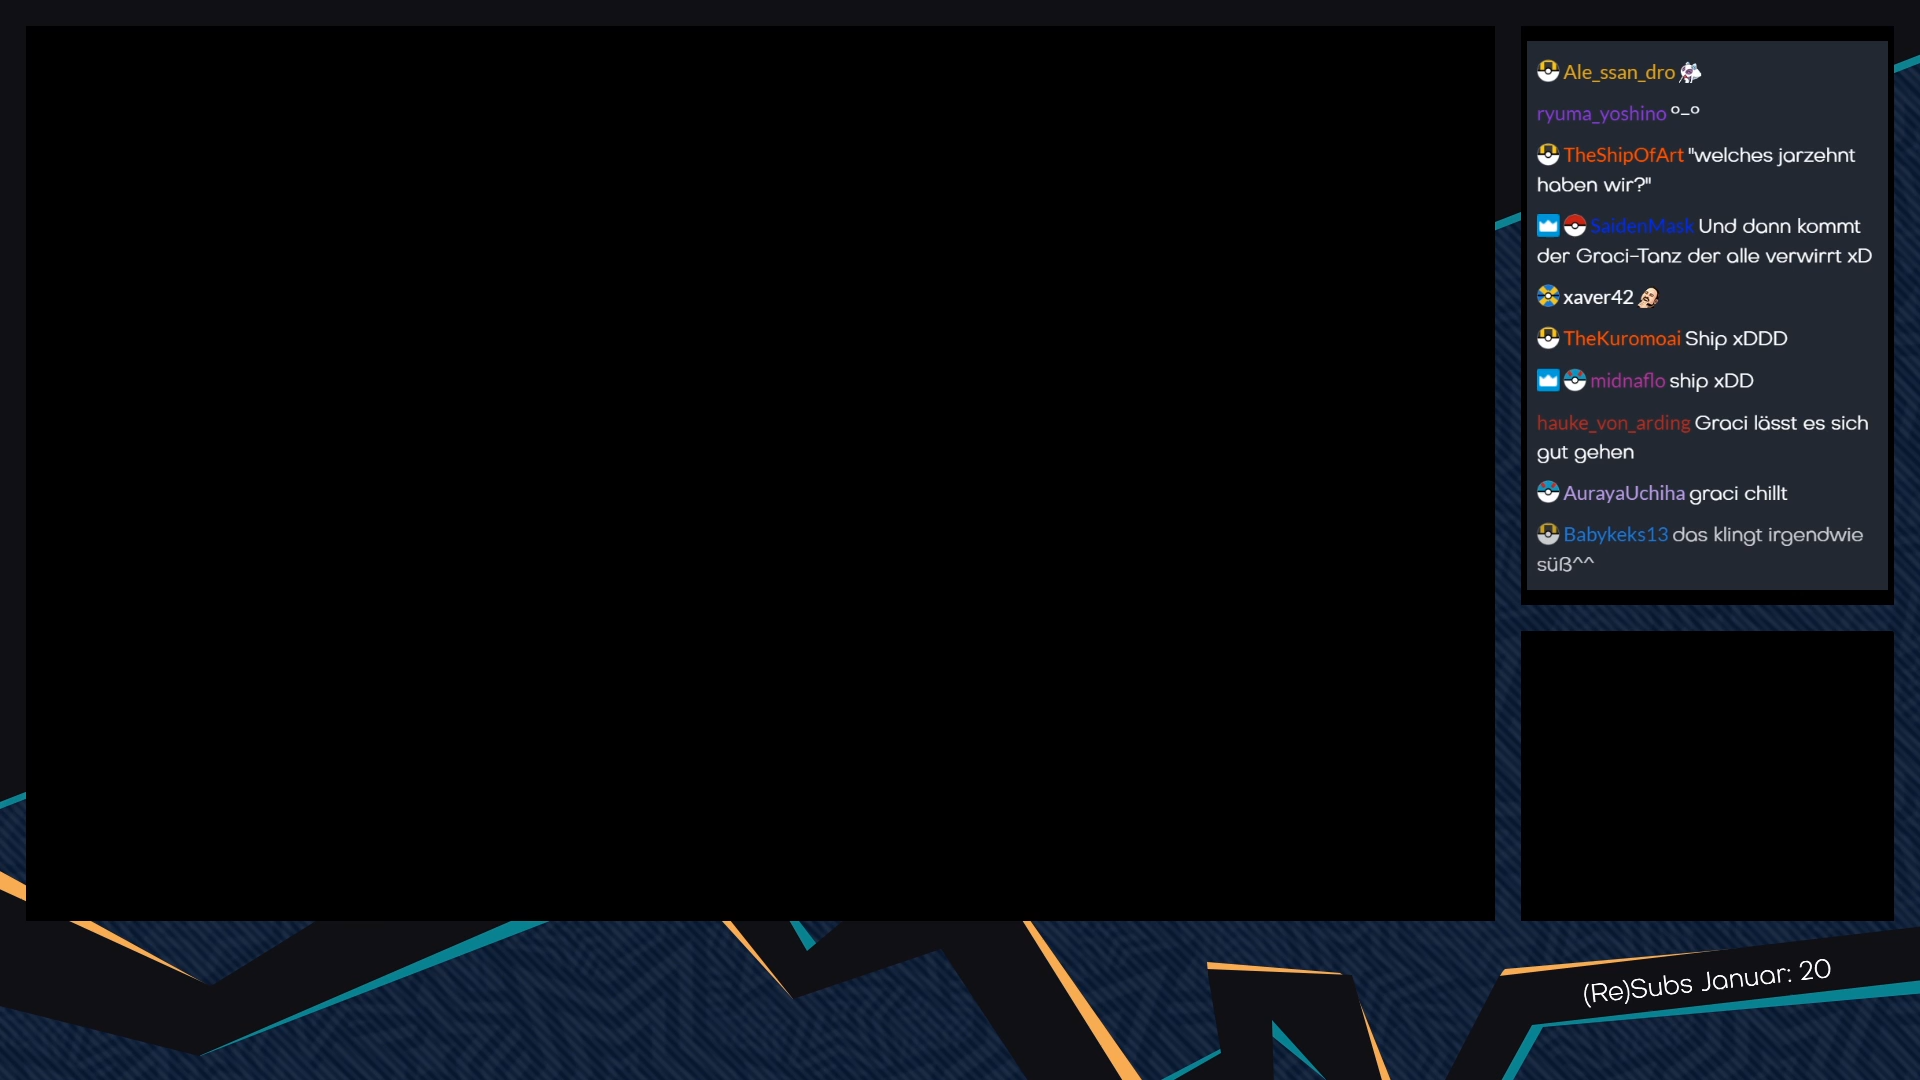 Ale_ssan_dro
ryuma_yoshino °-°
TheShipOfArt "welches jarzehnt
haben wir?"
SaidenMask Und dann kommt
der Graci-Tanz der alle verwirrt xD
xaver42
TheKuromoai Ship xDDD
midnaflo ship xDD
hauke_von_arding Graci lässt es sich
gut gehen
AurayaUchiha graci chillt
Babykeks13 das klingt irgendwie
süß^^
(Re)Subs Januar: 20